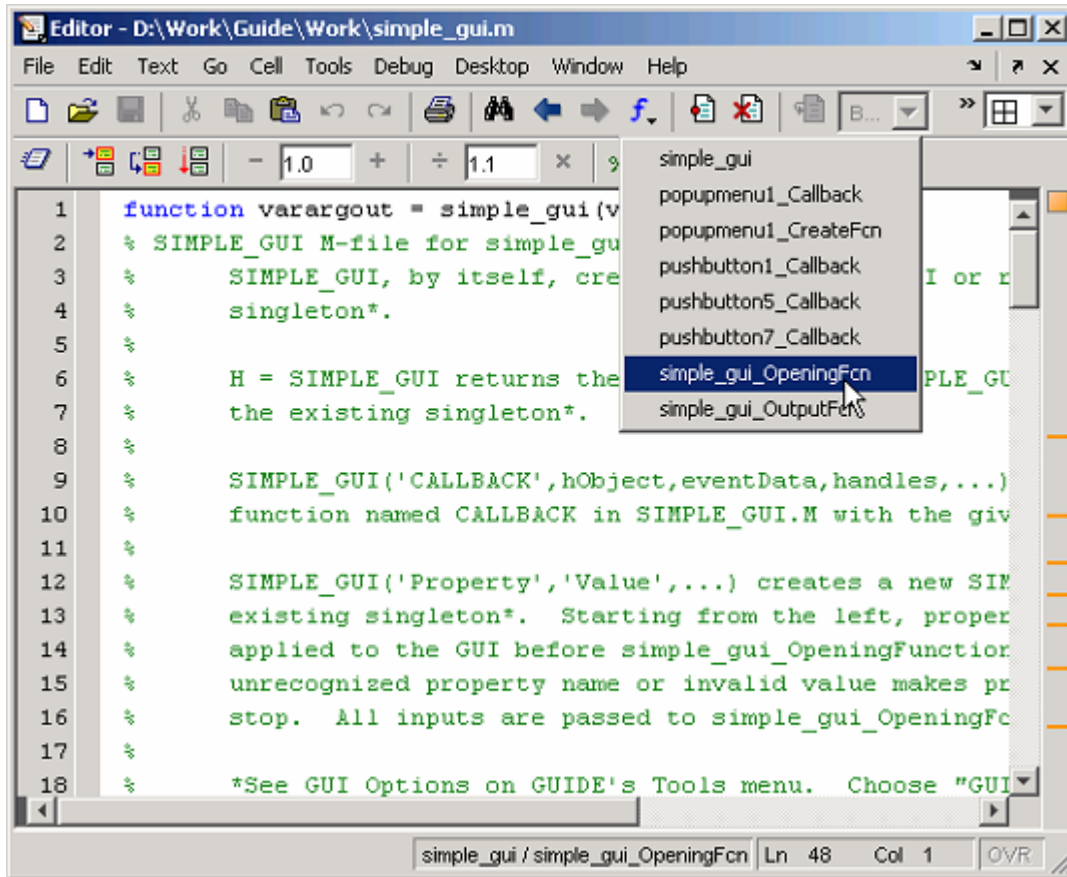 Editor - D:\Work\Guide\Work\simple_gui.m
File Edit Text Go Cell Tools Debug Desktop Window Help
B...
1.0 + ÷ 1.1 ×
simple_gui
popupmenu1_Callback
popupmenu1_CreateFcn
pushbutton1_Callback
pushbutton5_Callback
pushbutton7_Callback
simple_gui_OpeningFcn
simple_gui_OutputFcn
1 function varargout = simple_gui(v
2 % SIMPLE_GUI M-file for simple_gu
3 % SIMPLE_GUI, by itself, cre I or r
4 % singleton*.
5 %
6 % H = SIMPLE_GUI returns the PLE_GU
7 % the existing singleton*.
8 %
9 % SIMPLE_GUI('CALLBACK',hObject,eventData,handles,...)
10 % function named CALLBACK in SIMPLE_GUI.M with the giv
11 %
12 % SIMPLE_GUI('Property','Value',...) creates a new SIM
13 % existing singleton*. Starting from the left, proper
14 % applied to the GUI before simple_gui_OpeningFunction
15 % unrecognized property name or invalid value makes pr
16 % stop. All inputs are passed to simple_gui_OpeningFc
17 %
18 % *See GUI Options on GUIDE's Tools menu. Choose "GUI
simple_gui / simple_gui_OpeningFcn Ln 48 Col 1 OVR